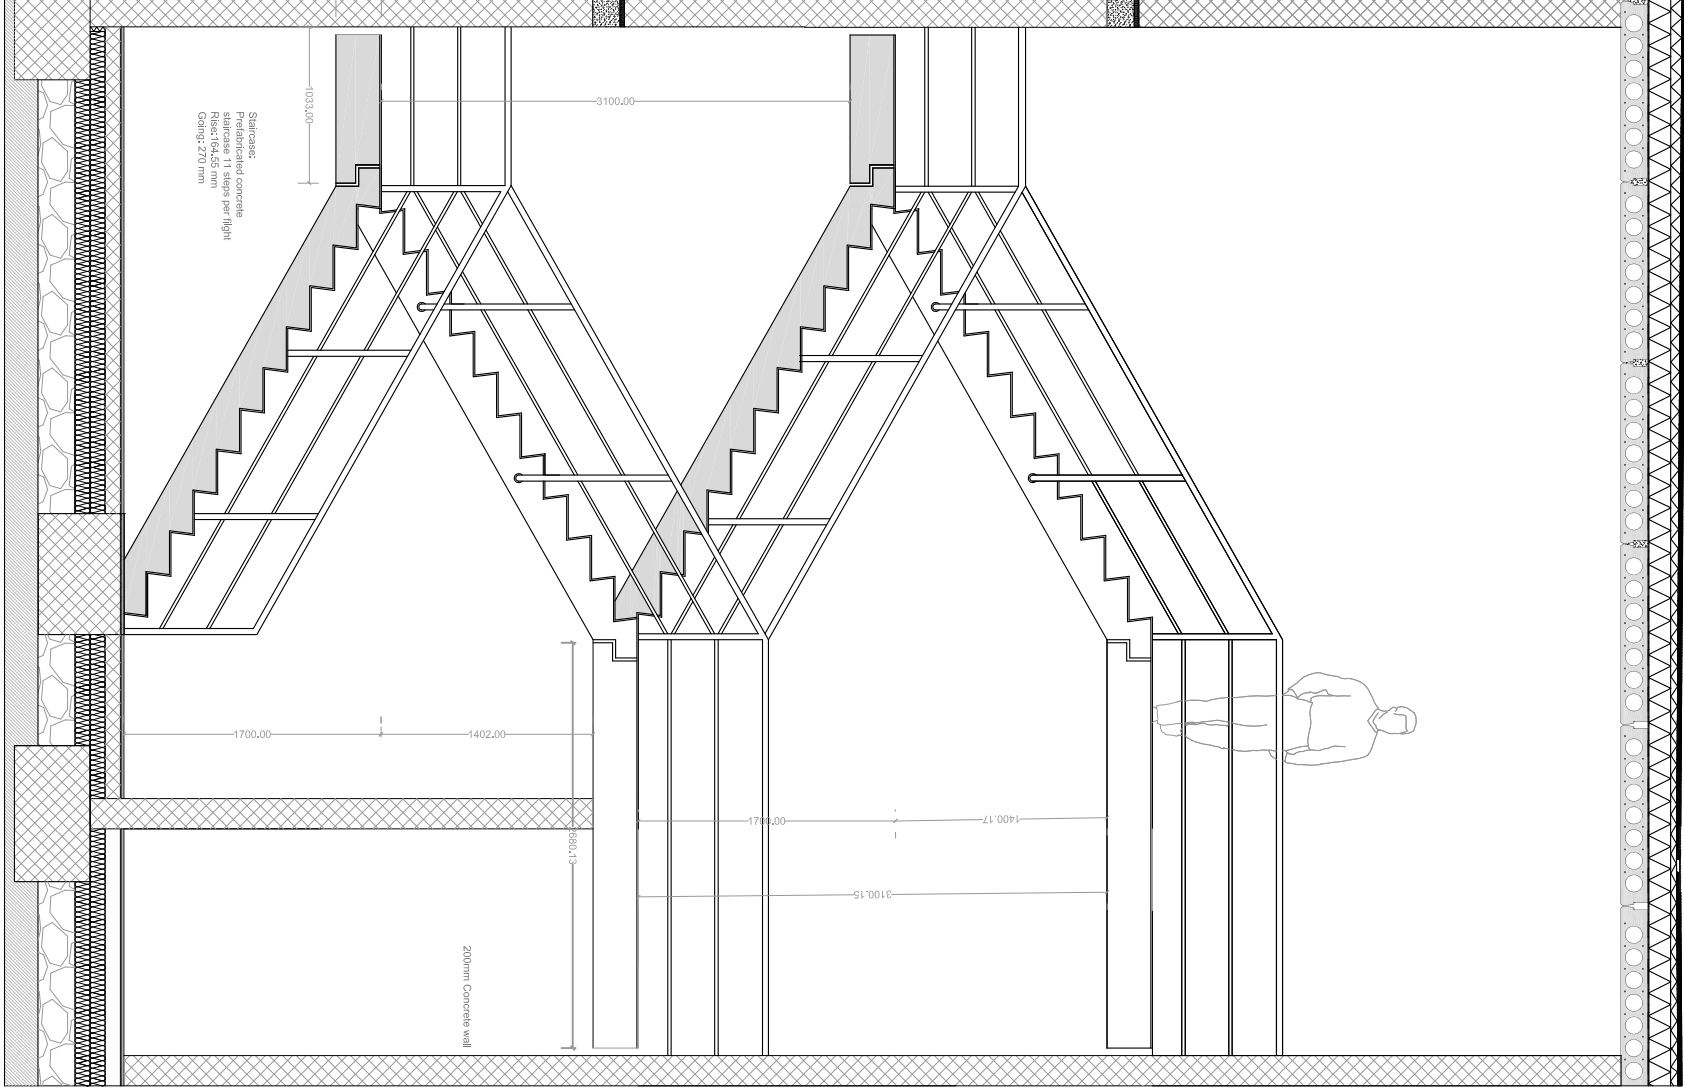 Staircase:
Prefabricated concrete
staircase 11 steps per flight
Rise:164.55 mm
Going: 270 mm
1033.00
3100.00
1700.00
1402.00
2680.13
1700.00
1400.17
3100.15
200mm Concrete wall